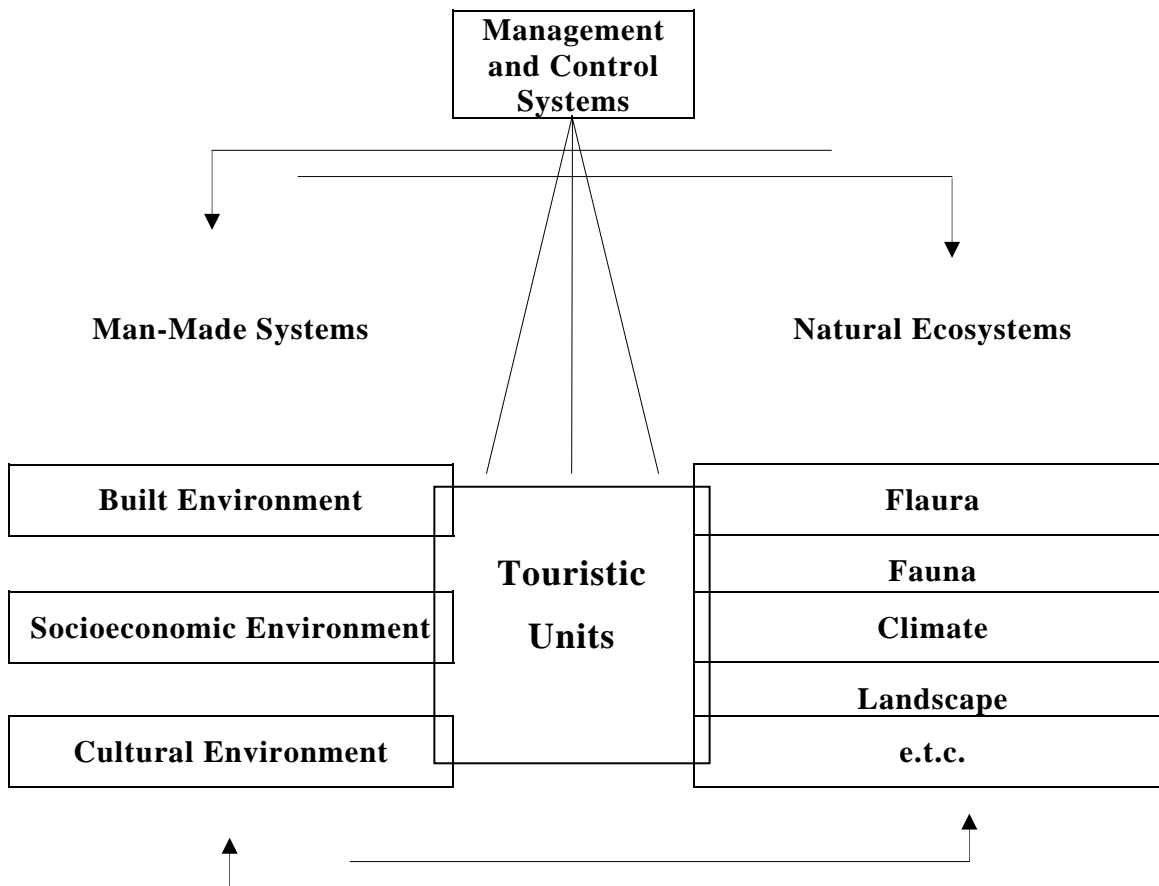 Management
and Control
Systems
Man-Made Systems
Natural Ecosystems
Built Environment
Flaura
Touristic
Units
Fauna
Socioeconomic Environment
Climate
Landscape
Cultural Environment
e.t.c.